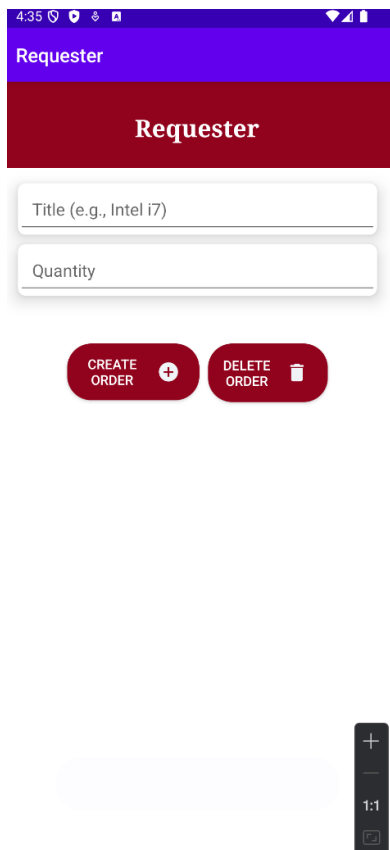 4:35
Requester
Requester
Title (e.g., Intel i7)
Quantity
CREATE
ORDER
DELETE
ORDER
1:1